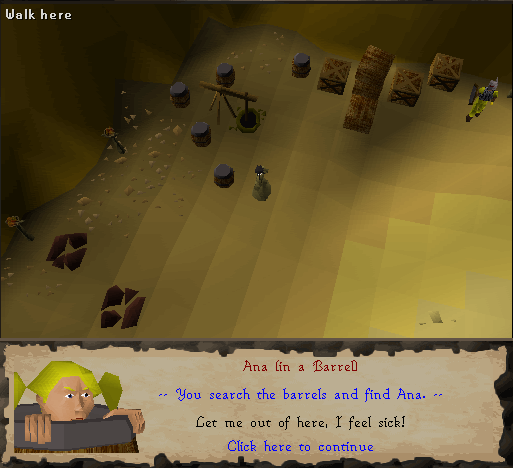 Walk here
Ana (in a Barrel)
-- You search the barrels and find Ana. --
Let me out of here, I feel sick!
Click here to continue